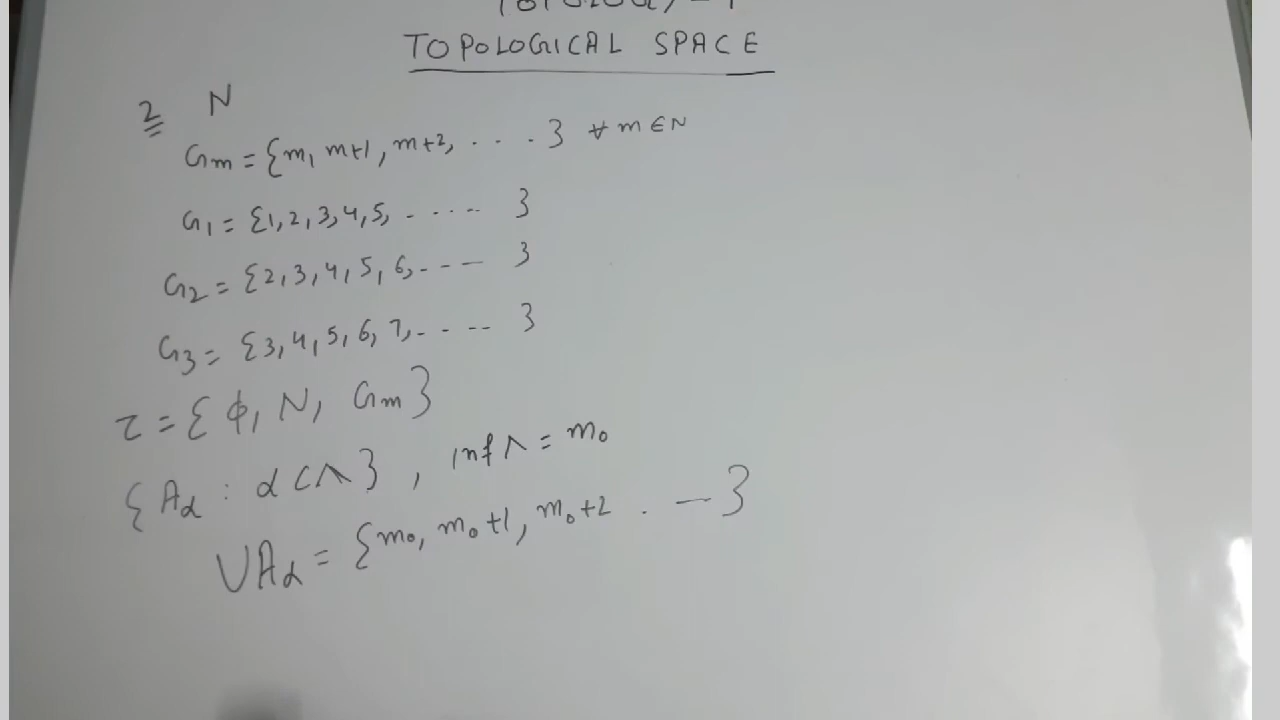 TOPOLOGICAL SPACE
2 N
Gm = {m, m+1, m+2, . . . . } ∀ m ∈ N
G1 = {1, 2, 3, 4, 5, - .... }
G2 = {2, 3, 4, 5, 6, - - - - }
G3 = {3, 4, 5, 6, 7, - . - - - }
τ = { φ, N, Gm }
{ Aα : α ⊂ Λ } , inf Λ = m0
∪Aα = { m0, m0+1, m0+2 . - }